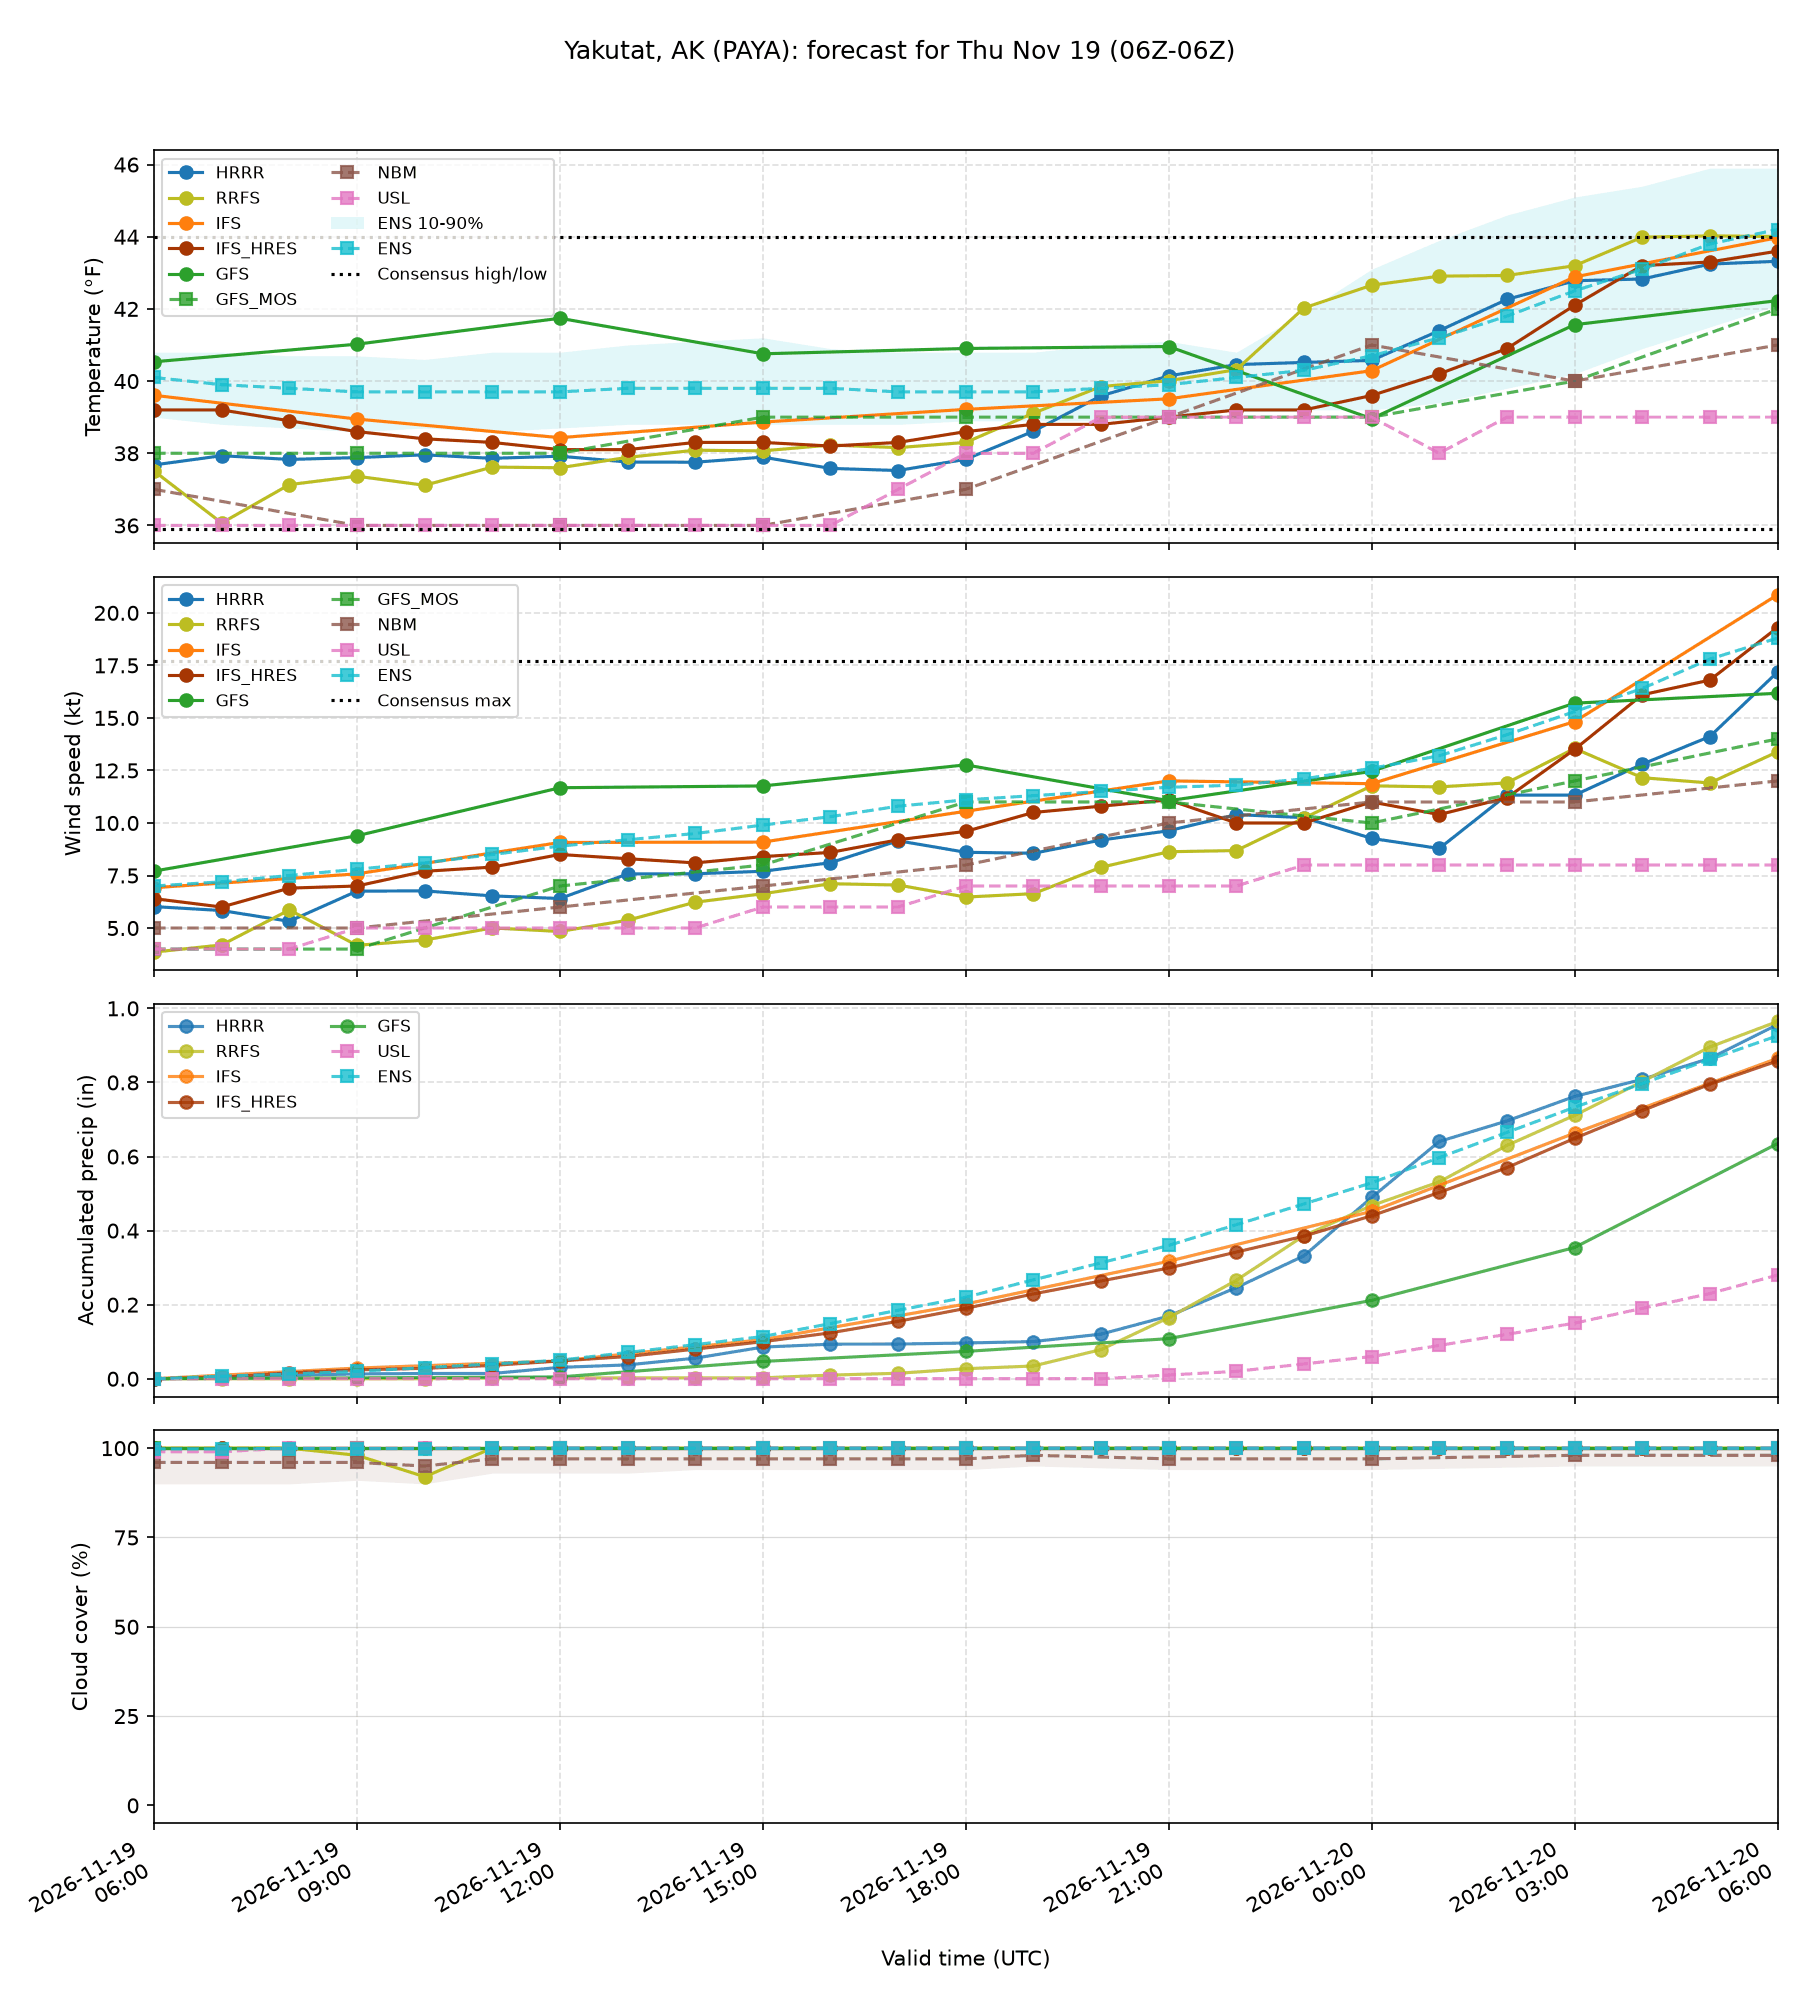 Yakutat, AK (PAYA): forecast for Thu Nov 19 (06Z-06Z)
Temperature (°F)
46
44
42
40
38
36
HRRR
RRFS
IFS
IFS_HRES
GFS
GFS_MOS
NBM
USL
ENS 10-90%
ENS
Consensus high/low
Wind speed (kt)
20.0
17.5
15.0
12.5
10.0
7.5
5.0
HRRR
RRFS
IFS
IFS_HRES
GFS
GFS_MOS
NBM
USL
ENS
Consensus max
Accumulated precip (in)
1.0
0.8
0.6
0.4
0.2
0.0
HRRR
RRFS
IFS
IFS_HRES
GFS
USL
ENS
Cloud cover (%)
100
75
50
25
0
2026-11-19
06:00
2026-11-19
09:00
2026-11-19
12:00
2026-11-19
15:00
2026-11-19
18:00
2026-11-19
21:00
2026-11-20
00:00
2026-11-20
03:00
2026-11-20
06:00
Valid time (UTC)